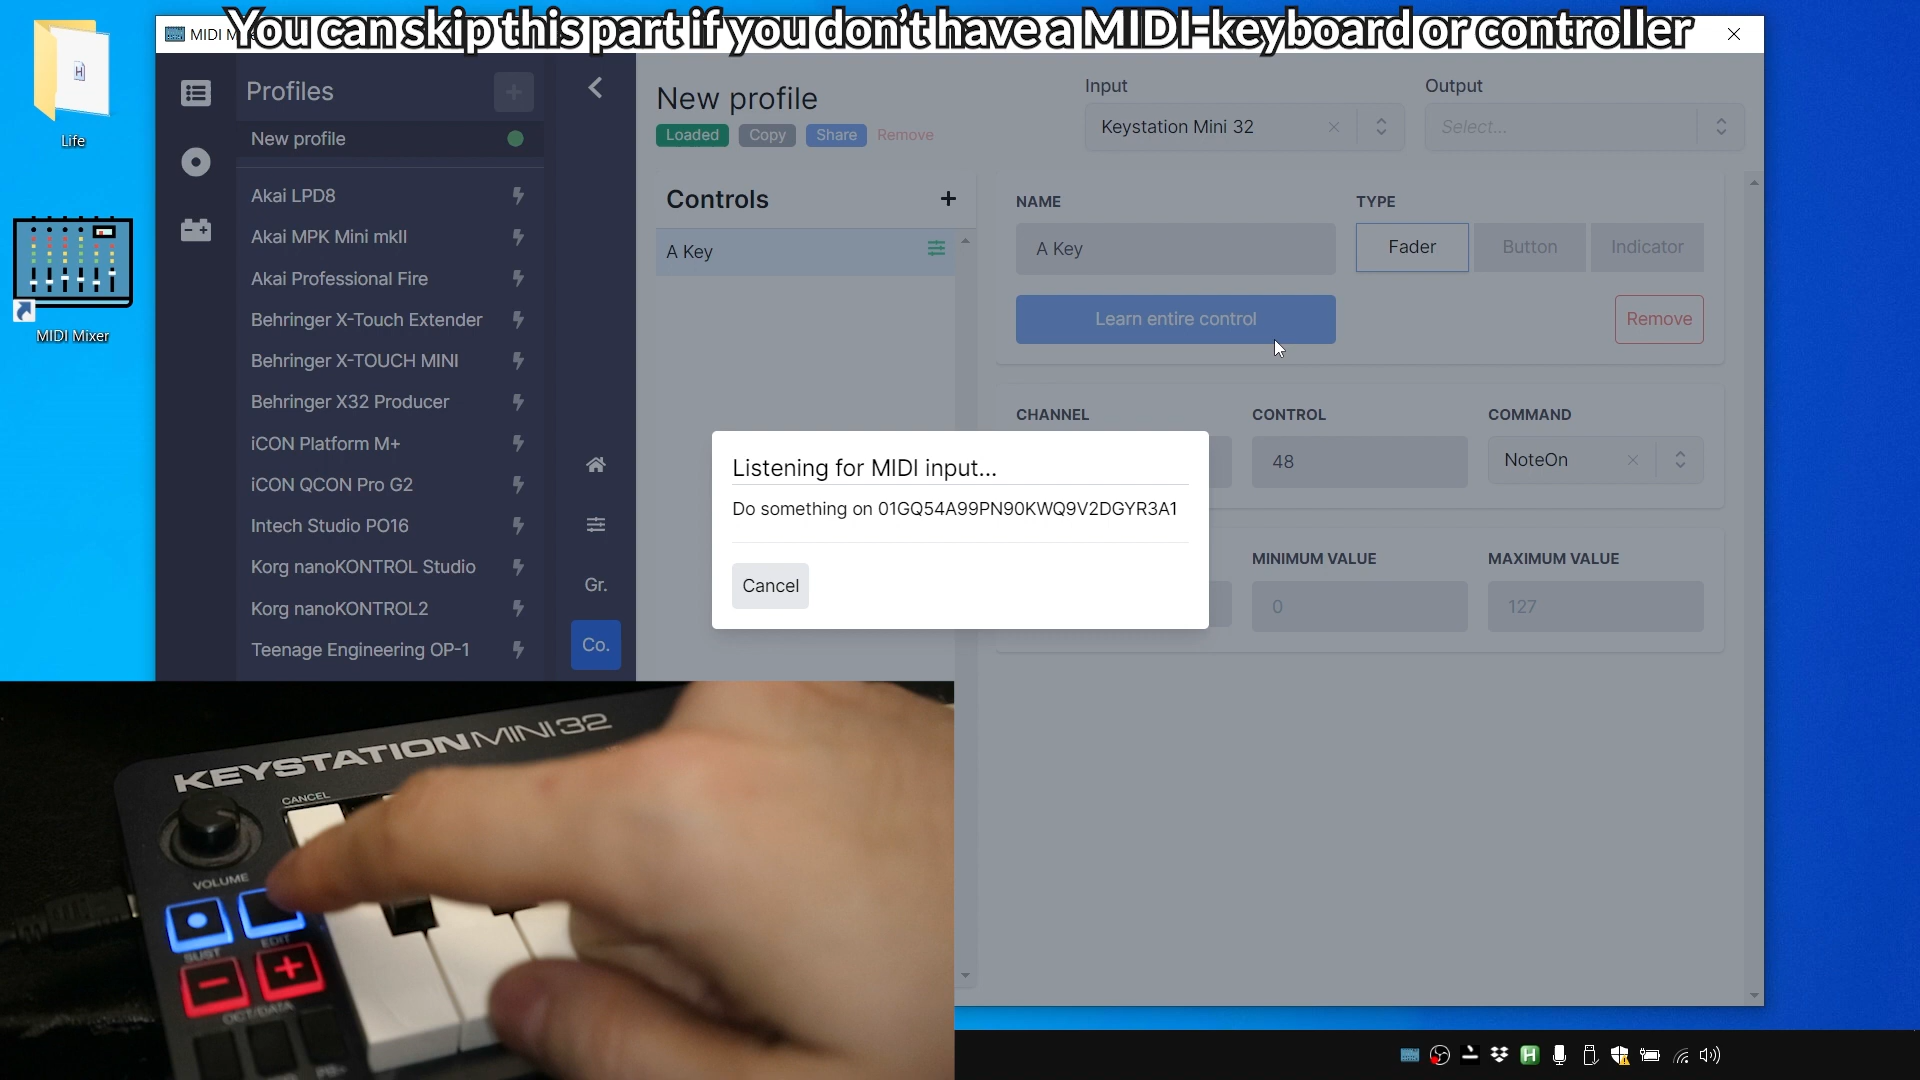 You can skip this part if you don't have a MIDI-keyboard or controller
MIDI M
Life
MIDI Mixer
Profiles
+
New profile
Akai LPD8
Akai MPK Mini mkII
Akai Professional Fire
Behringer X-Touch Extender
Behringer X-TOUCH MINI
Behringer X32 Producer
iCON Platform M+
iCON QCON Pro G2
Intech Studio PO16
Korg nanoKONTROL Studio
Korg nanoKONTROL2
Teenage Engineering OP-1
Gr.
Co.
New profile
Loaded
Copy
Share
Remove
Input
Keystation Mini 32
Output
Select...
Controls
+
A Key
NAME
A Key
TYPE
Fader
Button
Indicator
Learn entire control
Remove
CHANNEL
CONTROL
48
COMMAND
NoteOn
MINIMUM VALUE
0
MAXIMUM VALUE
127
Listening for MIDI input...
Do something on 01GQ54A99PN90KWQ9V2DGYR3A1
Cancel
KEYSTATION MINI 32
CANCEL
VOLUME
SUST
EDIT
OCT/DATA